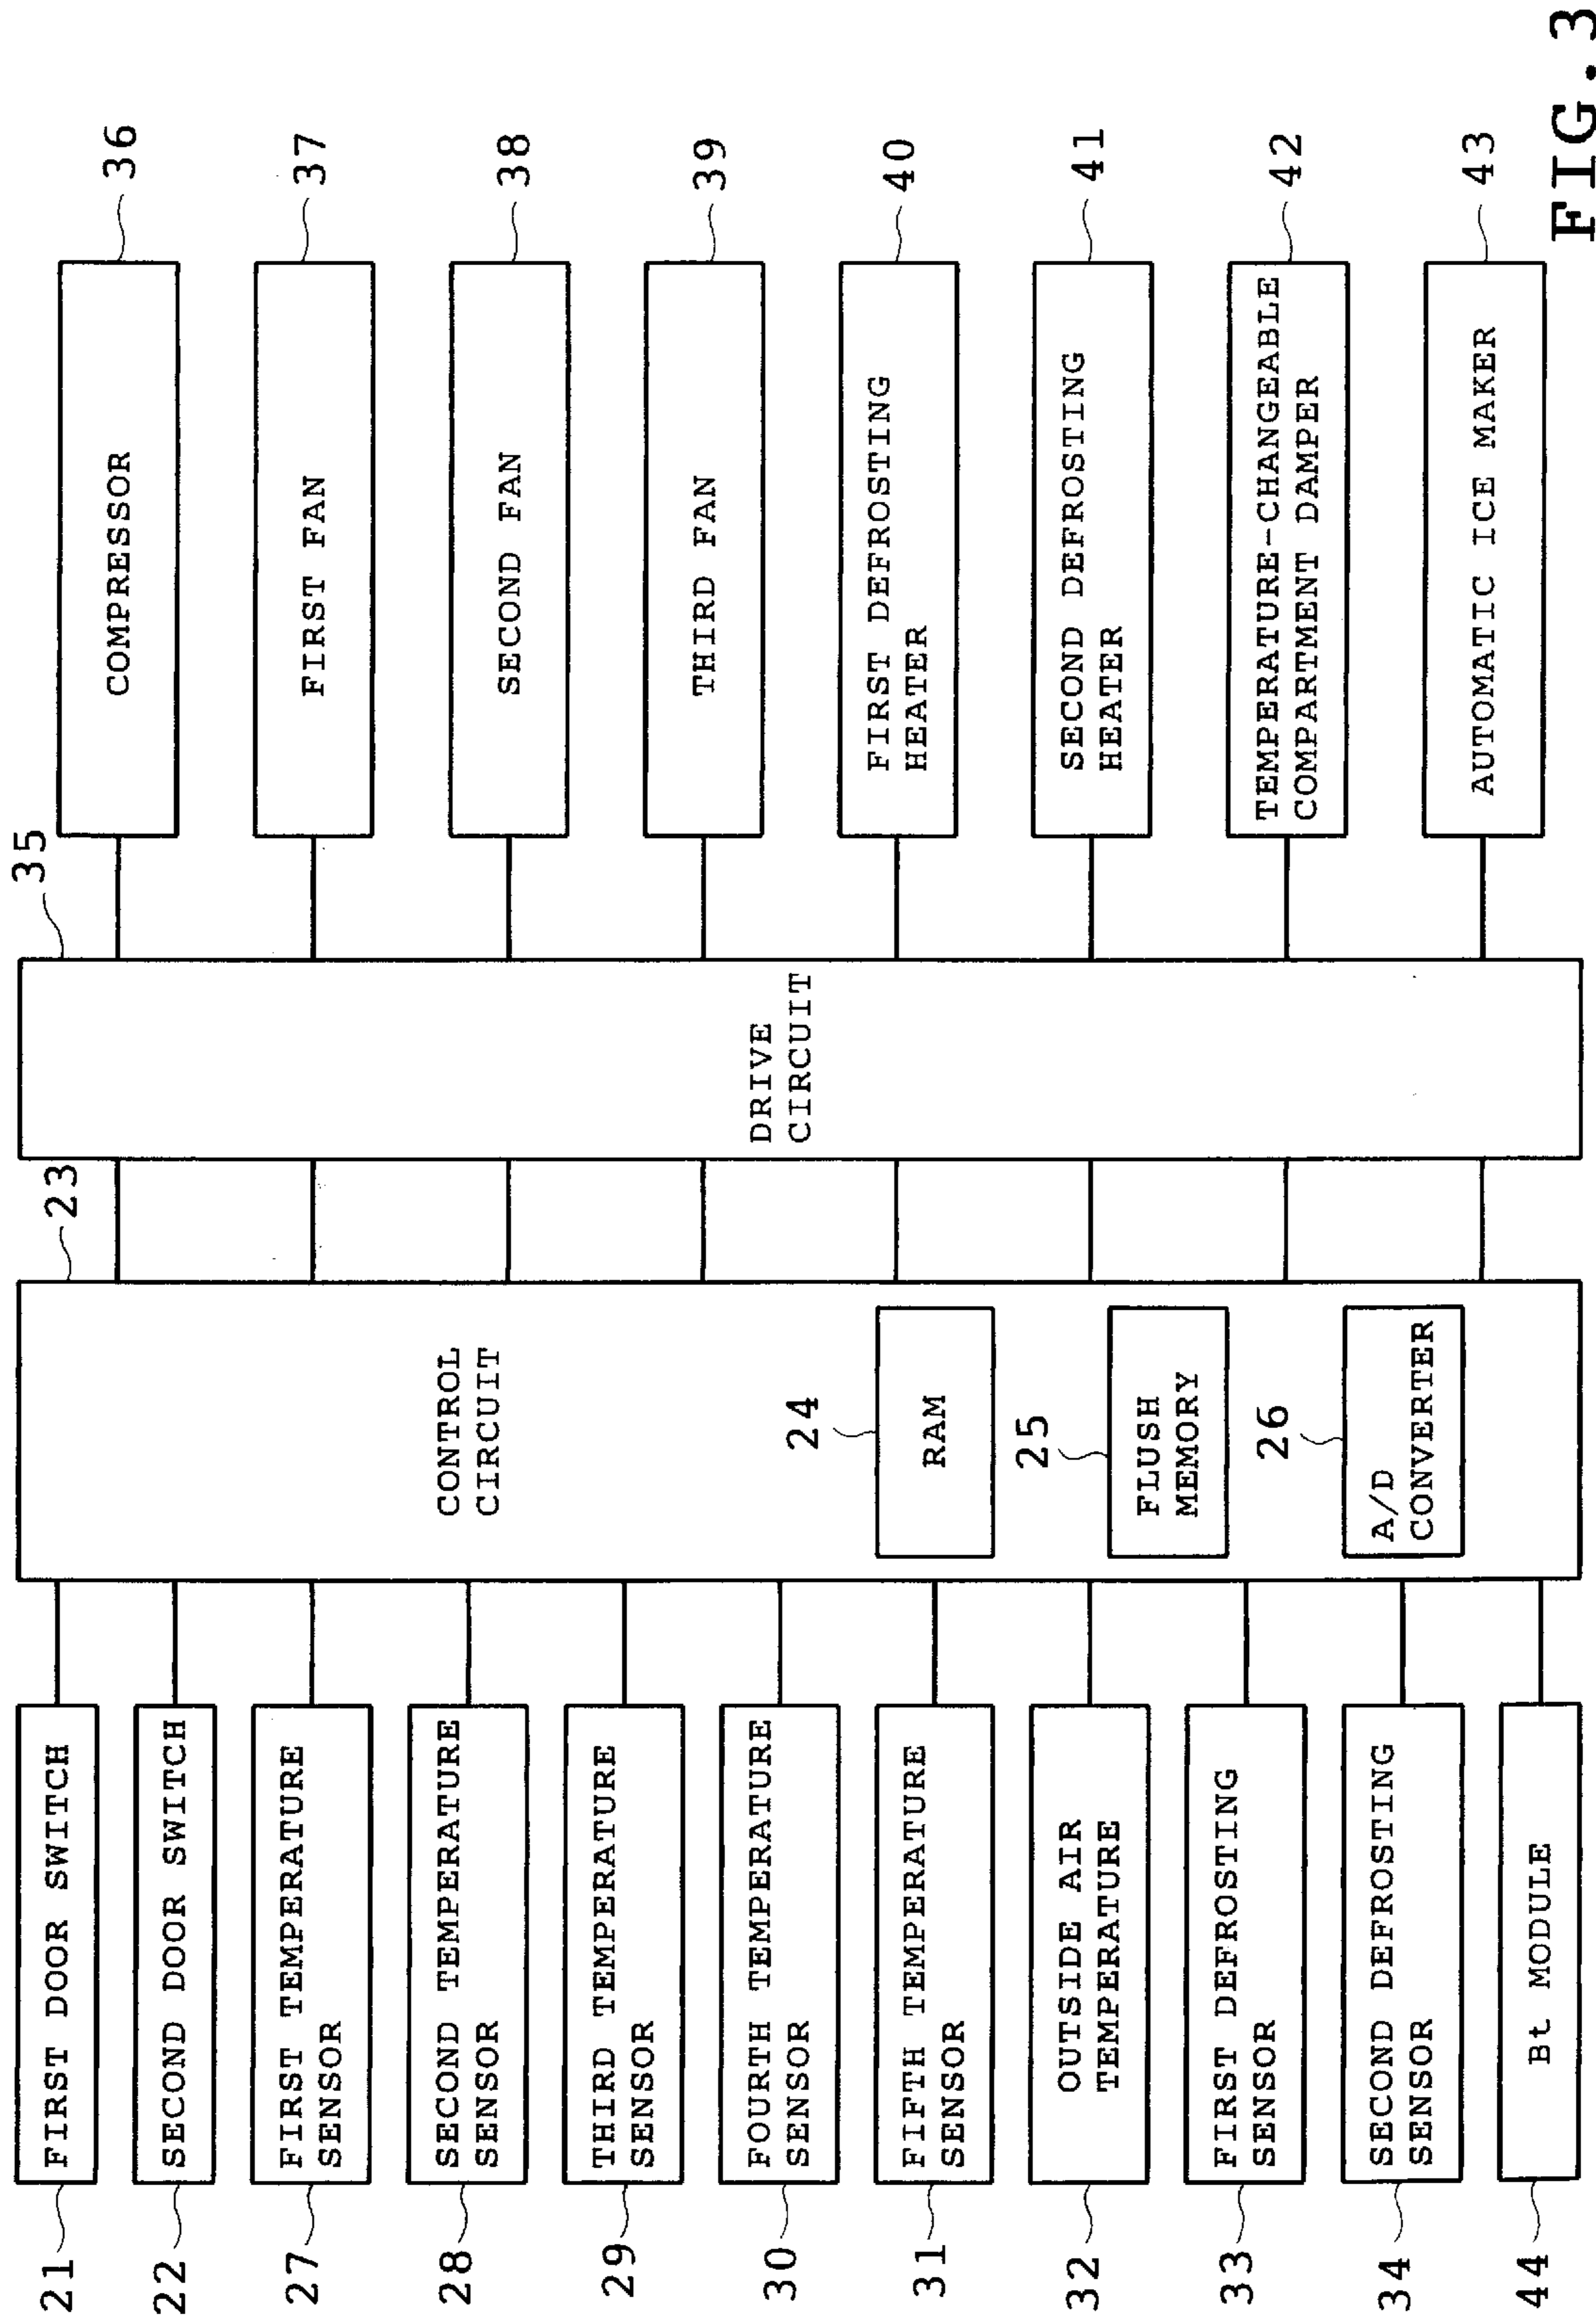 21
FIRST DOOR SWITCH
22
SECOND DOOR SWITCH
27
FIRST TEMPERATURE
SENSOR
28
SECOND TEMPERATURE
SENSOR
29
THIRD TEMPERATURE
SENSOR
30
FOURTH TEMPERATURE
SENSOR
31
FIFTH TEMPERATURE
SENSOR
32
OUTSIDE AIR
TEMPERATURE
33
FIRST DEFROSTING
SENSOR
34
SECOND DEFROSTING
SENSOR
44
Bt MODULE
23
CONTROL
CIRCUIT
24
RAM
25
FLUSH
MEMORY
26
A/D
CONVERTER
35
DRIVE
CIRCUIT
COMPRESSOR
36
FIRST FAN
37
SECOND FAN
38
THIRD FAN
39
FIRST DEFROSTING
HEATER
40
SECOND DEFROSTING
HEATER
41
TEMPERATURE-CHANGEABLE
COMPARTMENT DAMPER
42
AUTOMATIC ICE MAKER
43
FIG.3